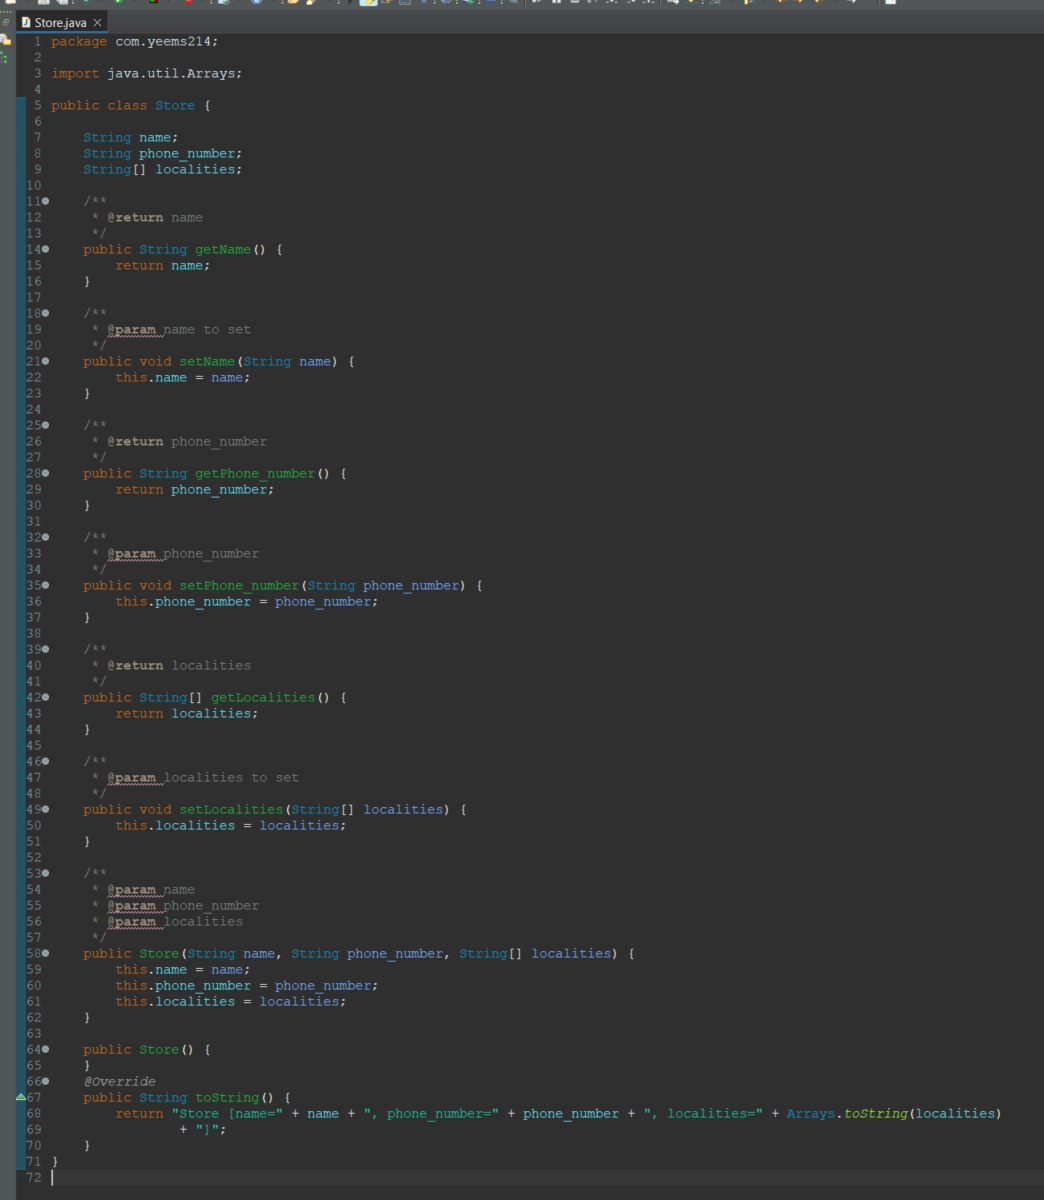 Store.java
1 package com.yeems214;
2
3 import java.util.Arrays;
4
5 public class Store {
6
7     String name;
8     String phone_number;
9     String[] localities;
10
11     /**
12      * @return name
13      */
14     public String getName() {
15         return name;
16     }
17
18     /**
19      * @param name to set
20      */
21     public void setName(String name) {
22         this.name = name;
23     }
24
25     /**
26      * @return phone_number
27      */
28     public String getPhone_number() {
29         return phone_number;
30     }
31
32     /**
33      * @param phone_number
34      */
35     public void setPhone_number(String phone_number) {
36         this.phone_number = phone_number;
37     }
38
39     /**
40      * @return localities
41      */
42     public String[] getLocalities() {
43         return localities;
44     }
45
46     /**
47      * @param localities to set
48      */
49     public void setLocalities(String[] localities) {
50         this.localities = localities;
51     }
52
53     /**
54      * @param name
55      * @param phone_number
56      * @param localities
57      */
58     public Store(String name, String phone_number, String[] localities) {
59         this.name = name;
60         this.phone_number = phone_number;
61         this.localities = localities;
62     }
63
64     public Store() {
65     }
66     @Override
67     public String toString() {
68         return "Store [name=" + name + ", phone_number=" + phone_number + ", localities=" + Arrays.toString(localities)
69                 + "]";
70     }
71 }
72